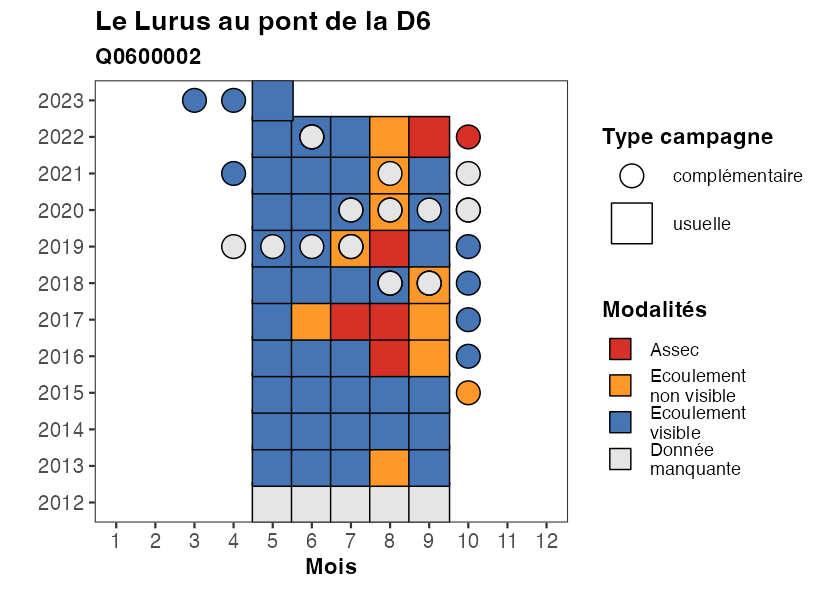 Le Lurus au pont de la D6
Q0600002
2023
2022
2021
2020
2019
2018
2017
2016
2015
2014
2013
2012
1 2 3 4 5 6 7 8 9 10 11 12
Mois
Type campagne
complémentaire
usuelle
Modalités
Assec
Ecoulement
non visible
Ecoulement
visible
Donnée
manquante